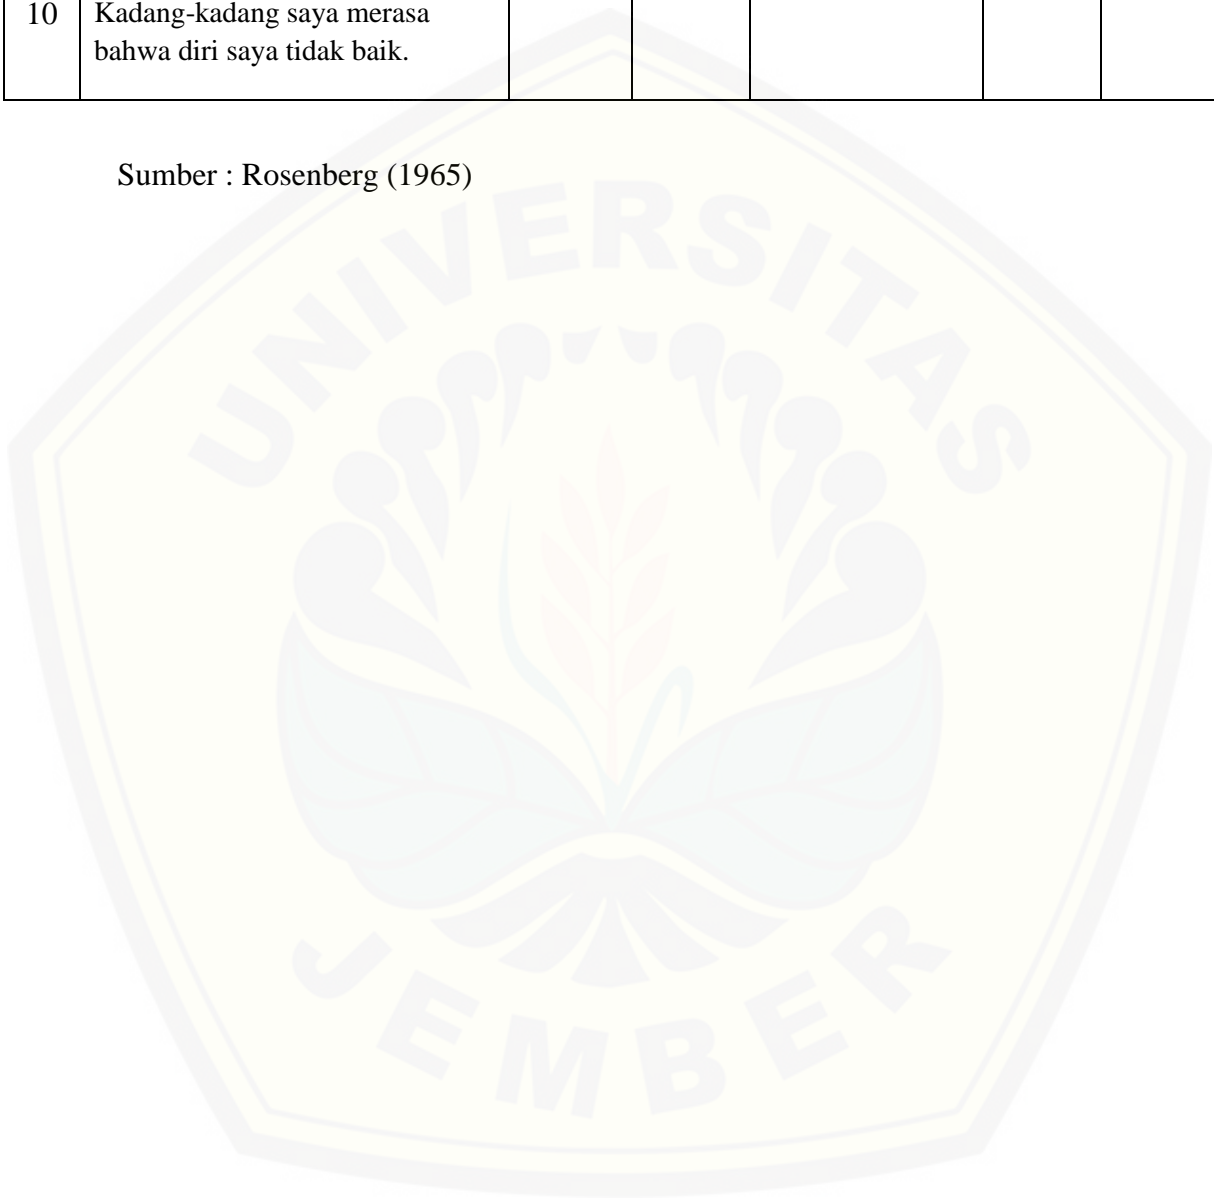 10 Kadang-kadang saya merasa
bahwa diri saya tidak baik.
Sumber : Rosenberg (1965)
UNIVERSITAS
JEMBER